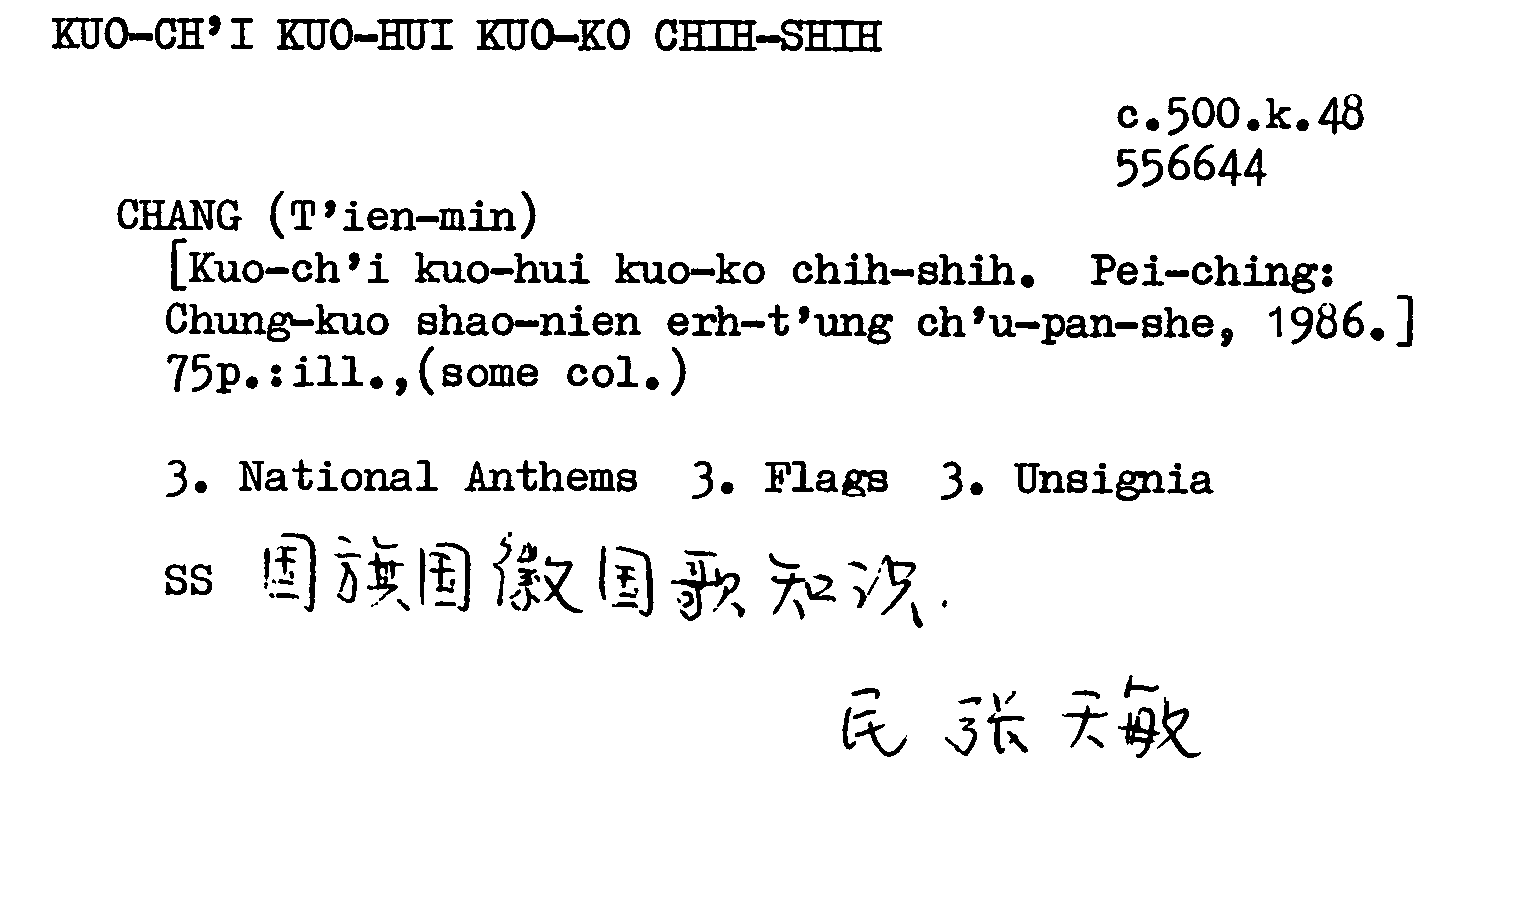 KUO-CH'I KUO-HUI KUO-KO CHIH-SHIH
c.500.k.48
556644
CHANG (T'ien-min)
[Kuo-ch'i kuo-hui kuo-ko chih-shih. Pei-ching:
Chung-kuo shao-nien erh-t'ung ch'u-pan-she, 1986.]
75p.:ill.,(some col.)
3. National Anthems 3. Flags 3. Unsignia
SS 国旗国徽国歌知识.
民 张天敏